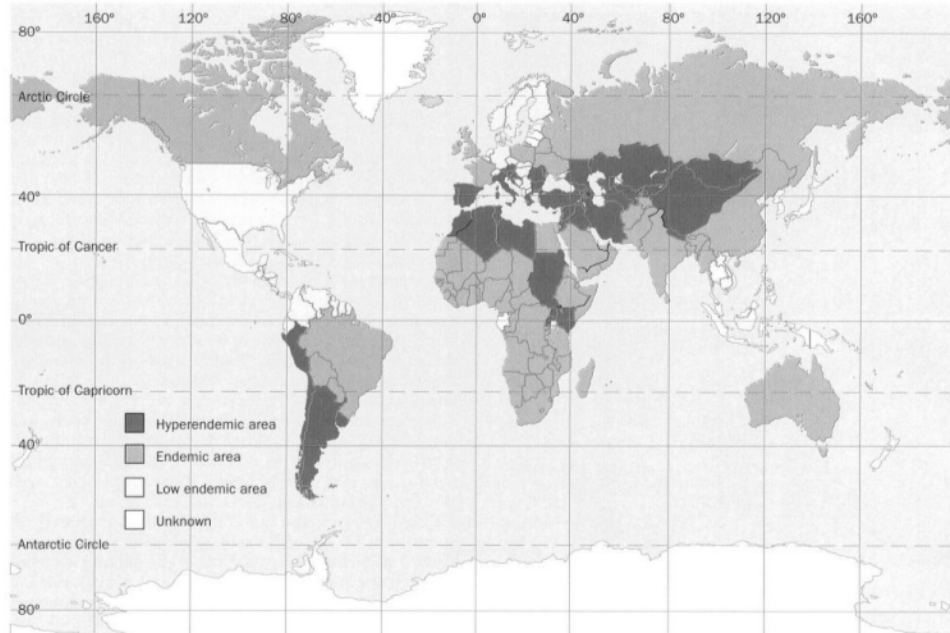 160° 120° 80° 40° 0° 40° 80° 120° 160°
80°
Arctic Circle
40°
Tropic of Cancer
0°
Tropic of Capricorn
Hyperendemic area
Endemic area
40°
Low endemic area
Unknown
Antarctic Circle
80°